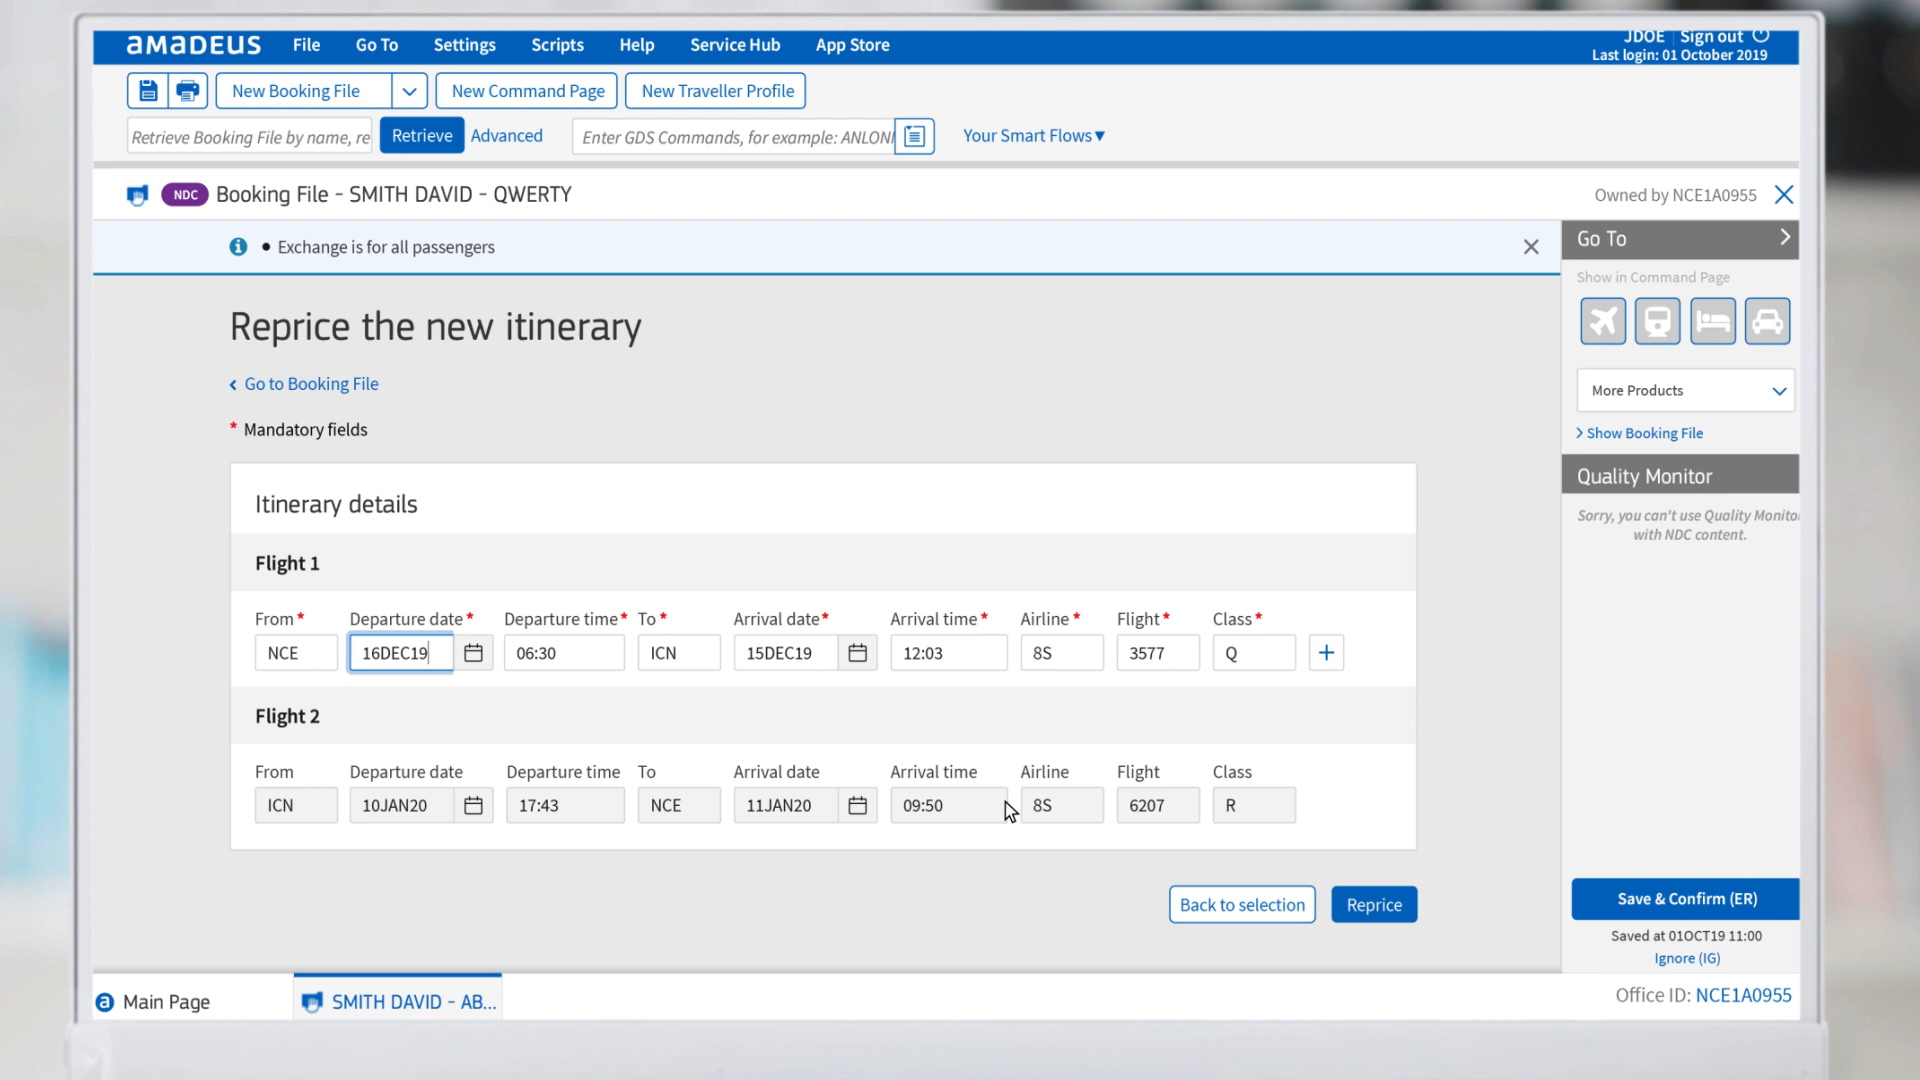 amadeus File Go To Settings Scripts Help Service Hub App Store JDOE Sign out
Last login: 01 October 2019
New Booking File New Command Page New Traveller Profile
Retrieve Booking File by name, re Retrieve Advanced Enter GDS Commands, for example: ANLON Your Smart Flows
NDC Booking File - SMITH DAVID - QWERTY Owned by NCE1A0955
• Exchange is for all passengers
Go To
Show in Command Page
Reprice the new itinerary
Go to Booking File
More Products
* Mandatory fields
Show Booking File
Quality Monitor
Sorry, you can't use Quality Monitor
with NDC content.
Itinerary details
Flight 1
From* Departure date* Departure time* To* Arrival date* Arrival time* Airline* Flight* Class*
NCE 16DEC19 06:30 ICN 15DEC19 12:03 8S 3577 Q +
Flight 2
From Departure date Departure time To Arrival date Arrival time Airline Flight Class
ICN 10JAN20 17:43 NCE 11JAN20 09:50 8S 6207 R
Back to selection Reprice
Save & Confirm (ER)
Saved at 01OCT19 11:00
Ignore (IG)
a Main Page SMITH DAVID - AB... Office ID: NCE1A0955